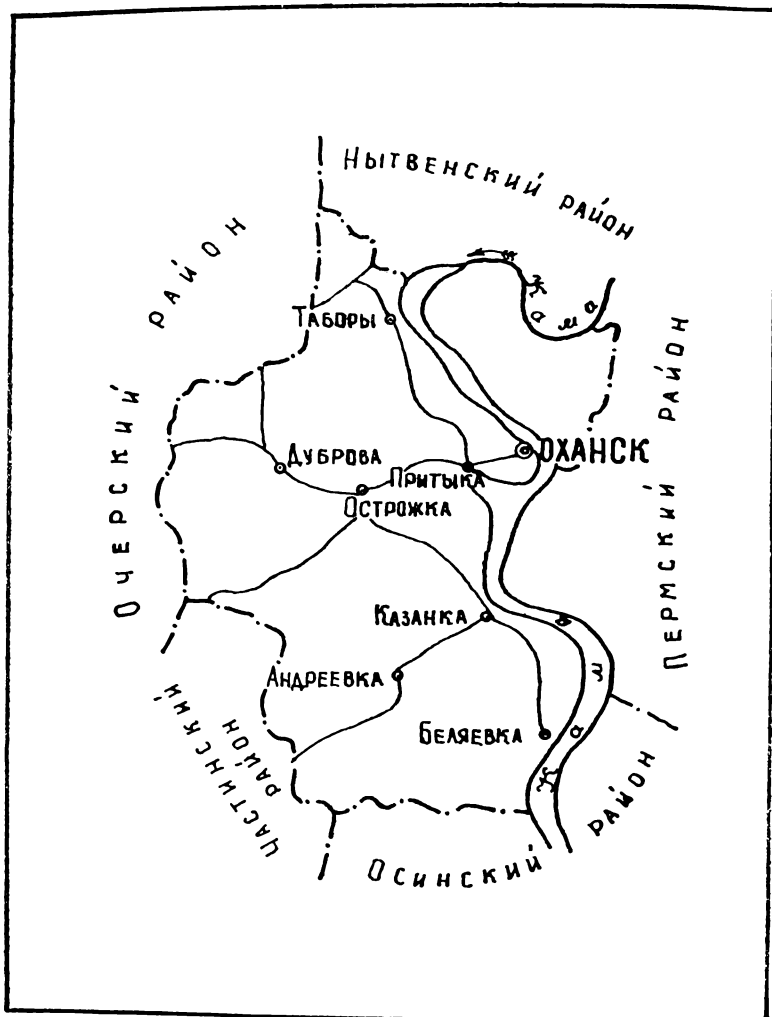 Нытвенский район
Очерский район
Кама
Таборы
Пермский район
Оханск
Дуброва
Притыка
Острожка
Казанка
Андреевка
Беляевка
Кама
Частинский
район
Осинский район